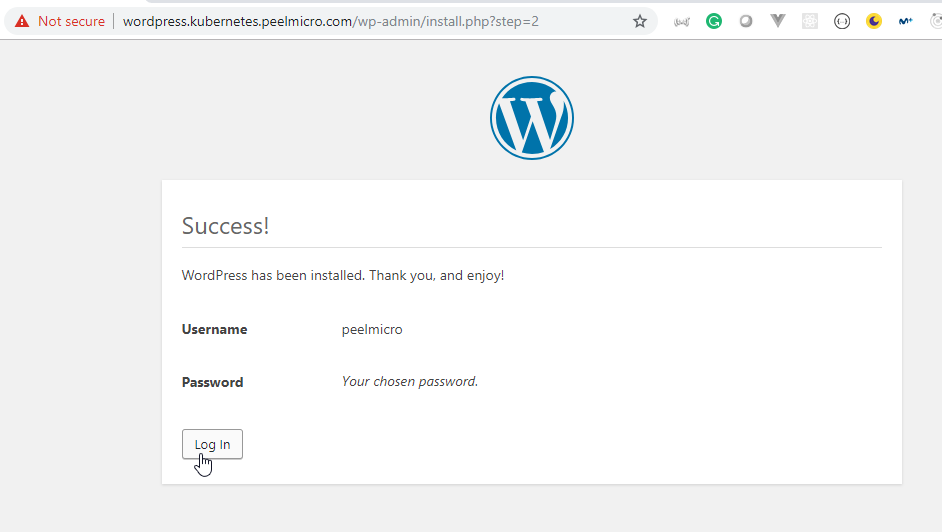 Not secure | wordpress.kubernetes.peelmicro.com/wp-admin/install.php?step=2
Success!
WordPress has been installed. Thank you, and enjoy!
Username peelmicro
Password Your chosen password.
Log In